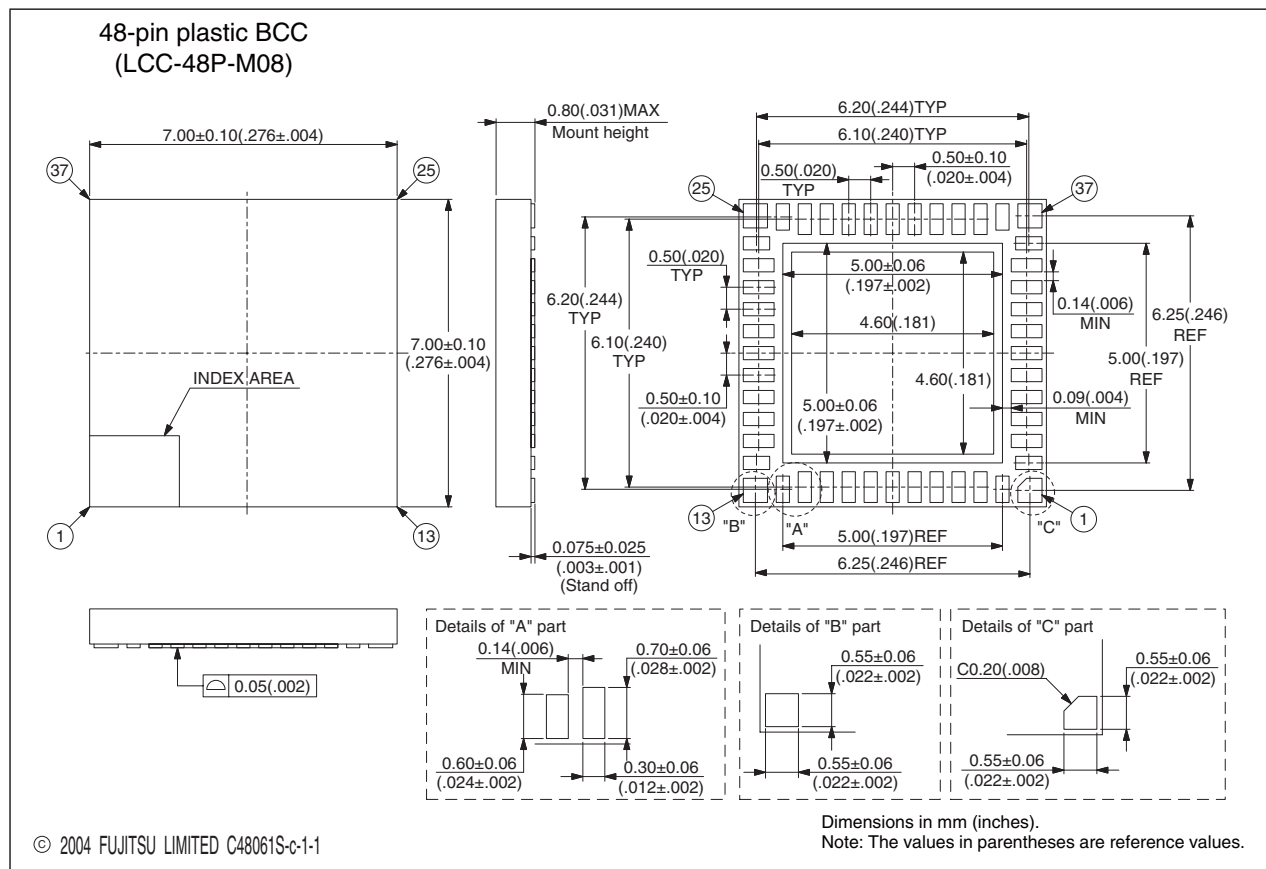 48-pin plastic BCC
(LCC-48P-M08)
7.00±0.10(.276±.004)
0.80(.031)MAX
Mount height
6.20(.244)TYP
6.10(.240)TYP
0.50(.020)
TYP
0.50±0.10
(.020±.004)
37
25
25
37
0.50(.020)
TYP
6.20(.244)
TYP
6.10(.240)
TYP
0.50±0.10
(.020±.004)
7.00±0.10
(.276±.004)
INDEX AREA
5.00±0.06
(.197±.002)
4.60(.181)
4.60(.181)
5.00±0.06
(.197±.002)
0.14(.006)
MIN
6.25(.246)
REF
5.00(.197)
REF
0.09(.004)
MIN
1
13
13
"B"
"A"
"C"
1
0.075±0.025
(.003±.001)
(Stand off)
5.00(.197)REF
6.25(.246)REF
0.05(.002)
Details of "A" part
0.14(.006)
MIN
0.70±0.06
(.028±.002)
0.60±0.06
(.024±.002)
0.30±0.06
(.012±.002)
Details of "B" part
0.55±0.06
(.022±.002)
0.55±0.06
(.022±.002)
Details of "C" part
C0.20(.008)
0.55±0.06
(.022±.002)
0.55±0.06
(.022±.002)
© 2004 FUJITSU LIMITED C48061S-c-1-1
Dimensions in mm (inches).
Note: The values in parentheses are reference values.